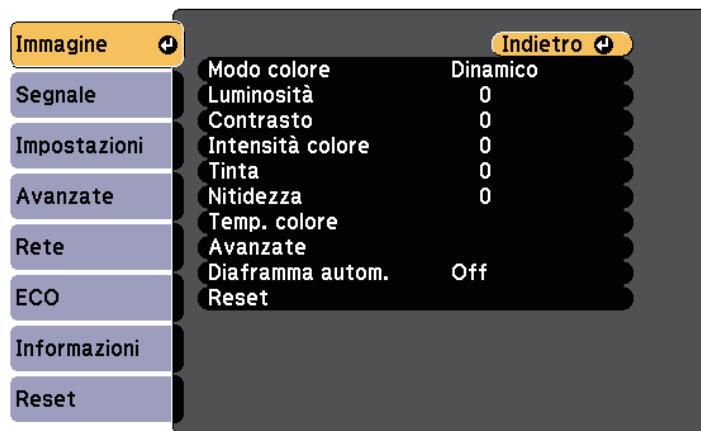 Immagine
Segnale
Impostazioni
Avanzate
Rete
ECO
Informazioni
Reset
Indietro
Modo colore Dinamico
Luminosità 0
Contrasto 0
Intensità colore 0
Tinta 0
Nitidezza 0
Temp. colore
Avanzate
Diaframma autom. Off
Reset